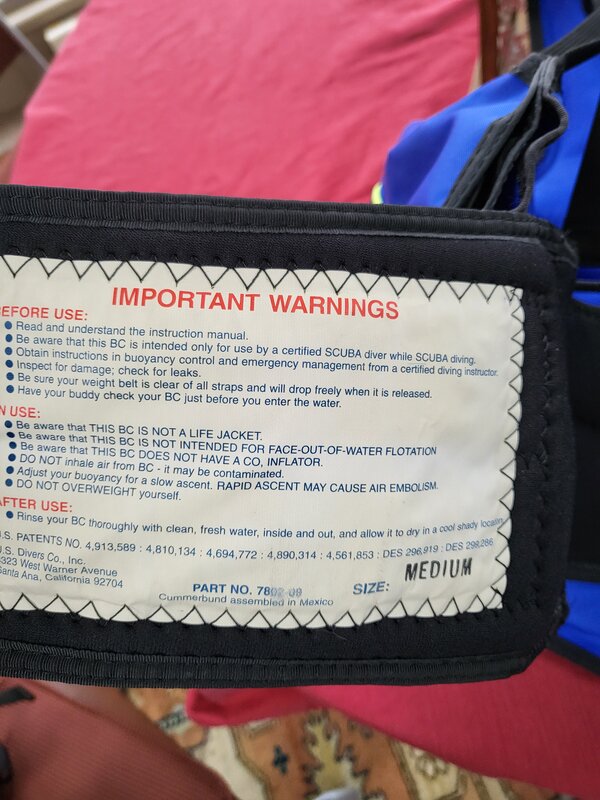 IMPORTANT WARNINGS
BEFORE USE:
● Read and understand the instruction manual.
● Be aware that this BC is intended only for use by a certified SCUBA diver while SCUBA diving.
● Obtain instructions in buoyancy control and emergency management from a certified diving instructor.
● Inspect for damage; check for leaks.
● Be sure your weight belt is clear of all straps and will drop freely when it is released.
● Have your buddy check your BC just before you enter the water.
N USE:
● Be aware that THIS BC IS NOT A LIFE JACKET.
● Be aware that THIS BC IS NOT INTENDED FOR FACE-OUT-OF-WATER FLOTATION
● Be aware that THIS BC DOES NOT HAVE A CO, INFLATOR.
● DO NOT inhale air from BC - it may be contaminated.
● Adjust your buoyancy for a slow ascent. RAPID ASCENT MAY CAUSE AIR EMBOLISM.
● DO NOT OVERWEIGHT yourself.
AFTER USE:
● Rinse your BC thoroughly with clean, fresh water, inside and out, and allow it to dry in a cool shady location
U.S. PATENTS NO. 4,913,589 : 4,810,134 : 4,694,772 : 4,890,314 : 4,561,853 : DES 296,919 : DES 298,286
U.S. Divers Co., Inc.
3323 West Warner Avenue
Santa Ana, California 92704
PART NO. 7802-09
SIZE: MEDIUM
Cummerbund assembled in Mexico